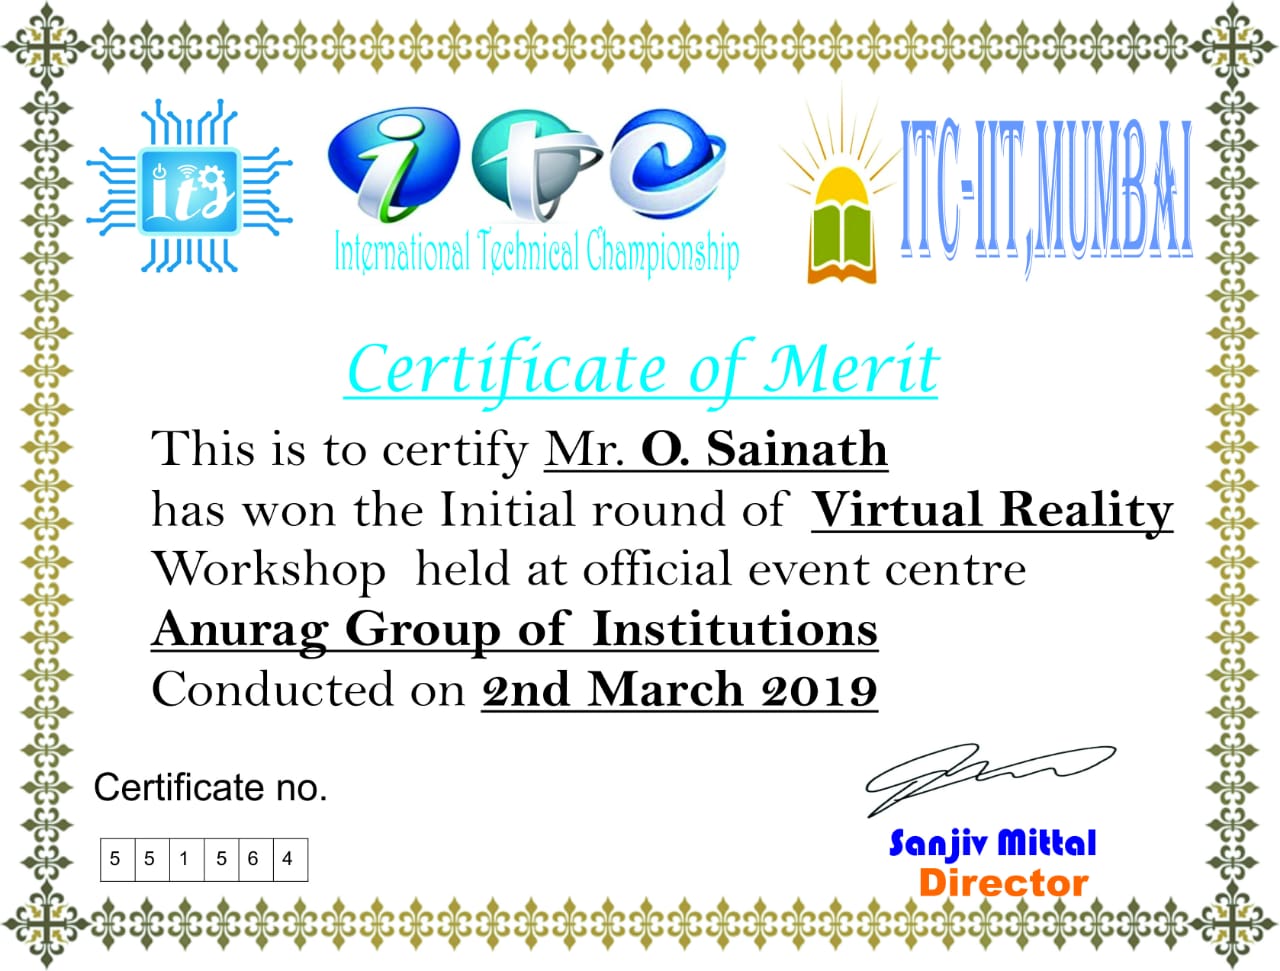 its
itc
International Technical Championship
ITC-IIT,MUMBAI
Certificate of Merit
This is to certify Mr. O. Sainath
has won the Initial round of Virtual Reality
Workshop held at official event centre
Anurag Group of Institutions
Conducted on 2nd March 2019
Certificate no.
5 5 1 5 6 4
Sanjiv Mittal
Director